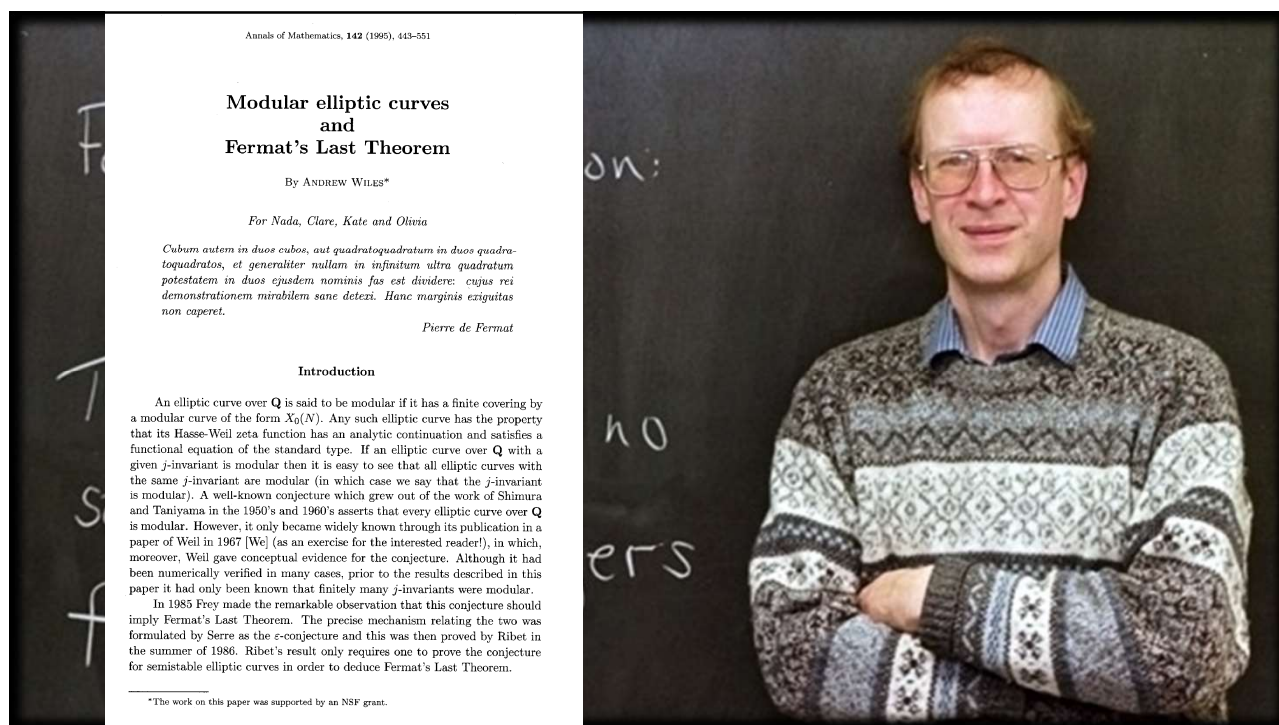 Annals of Mathematics, 142 (1995), 443–551
Modular elliptic curves
and
Fermat's Last Theorem
By ANDREW WILES*
For Nada, Clare, Kate and Olivia
Cubum autem in duos cubos, aut quadratoquadratum in duos quadra-
toquadratos, et generaliter nullam in infinitum ultra quadratum
potestatem in duos ejusdem nominis fas est dividere: cujus rei
demonstrationem mirabilem sane detexi. Hanc marginis exiguitas
non caperet.
Pierre de Fermat
Introduction
An elliptic curve over Q is said to be modular if it has a finite covering by
a modular curve of the form X₀(N). Any such elliptic curve has the property
that its Hasse-Weil zeta function has an analytic continuation and satisfies a
functional equation of the standard type. If an elliptic curve over Q with a
given j-invariant is modular then it is easy to see that all elliptic curves with
the same j-invariant are modular (in which case we say that the j-invariant
is modular). A well-known conjecture which grew out of the work of Shimura
and Taniyama in the 1950's and 1960's asserts that every elliptic curve over Q
is modular. However, it only became widely known through its publication in a
paper of Weil in 1967 [We] (as an exercise for the interested reader!), in which,
moreover, Weil gave conceptual evidence for the conjecture. Although it had
been numerically verified in many cases, prior to the results described in this
paper it had only been known that finitely many j-invariants were modular.
In 1985 Frey made the remarkable observation that this conjecture should
imply Fermat's Last Theorem. The precise mechanism relating the two was
formulated by Serre as the ε-conjecture and this was then proved by Ribet in
the summer of 1986. Ribet's result only requires one to prove the conjecture
for semistable elliptic curves in order to deduce Fermat's Last Theorem.
*The work on this paper was supported by an NSF grant.
on:
no
ers